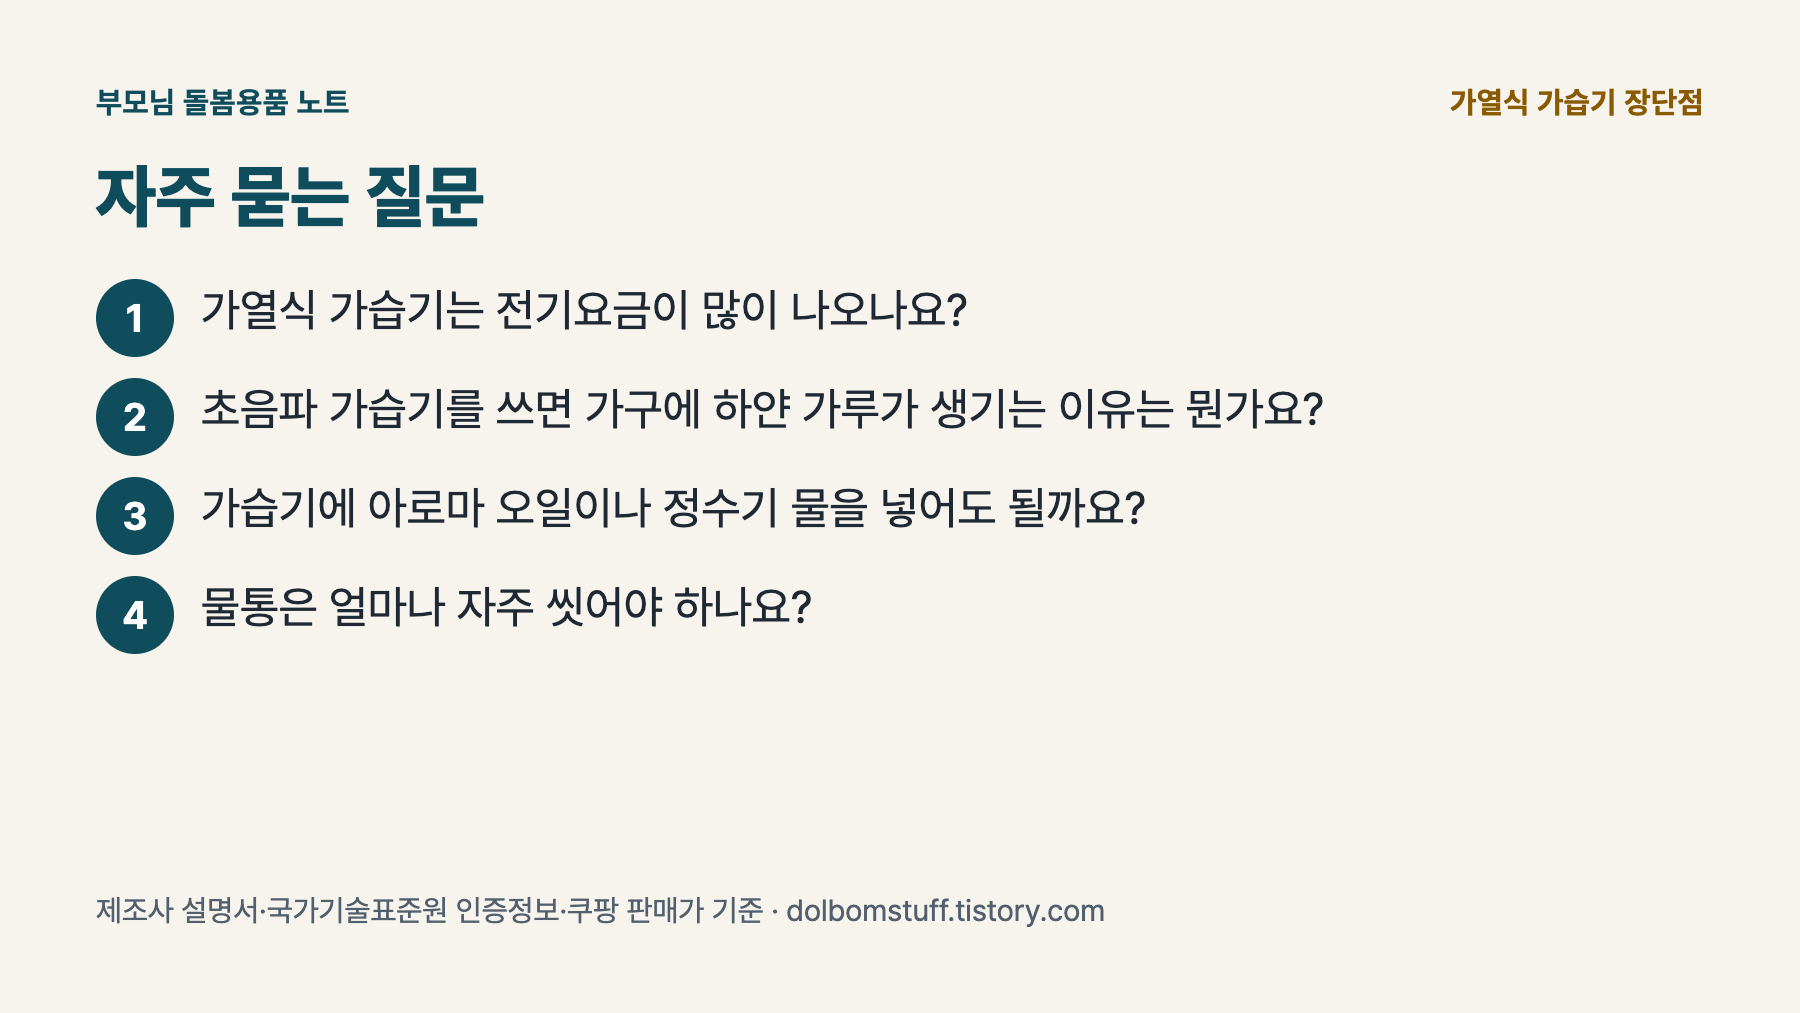 부모님 돌봄용품 노트
가열식 가습기 장단점
자주 묻는 질문
1 가열식 가습기는 전기요금이 많이 나오나요?
2 초음파 가습기를 쓰면 가구에 하얀 가루가 생기는 이유는 뭔가요?
3 가습기에 아로마 오일이나 정수기 물을 넣어도 될까요?
4 물통은 얼마나 자주 씻어야 하나요?
제조사 설명서·국가기술표준원 인증정보·쿠팡 판매가 기준 · dolbomstuff.tistory.com